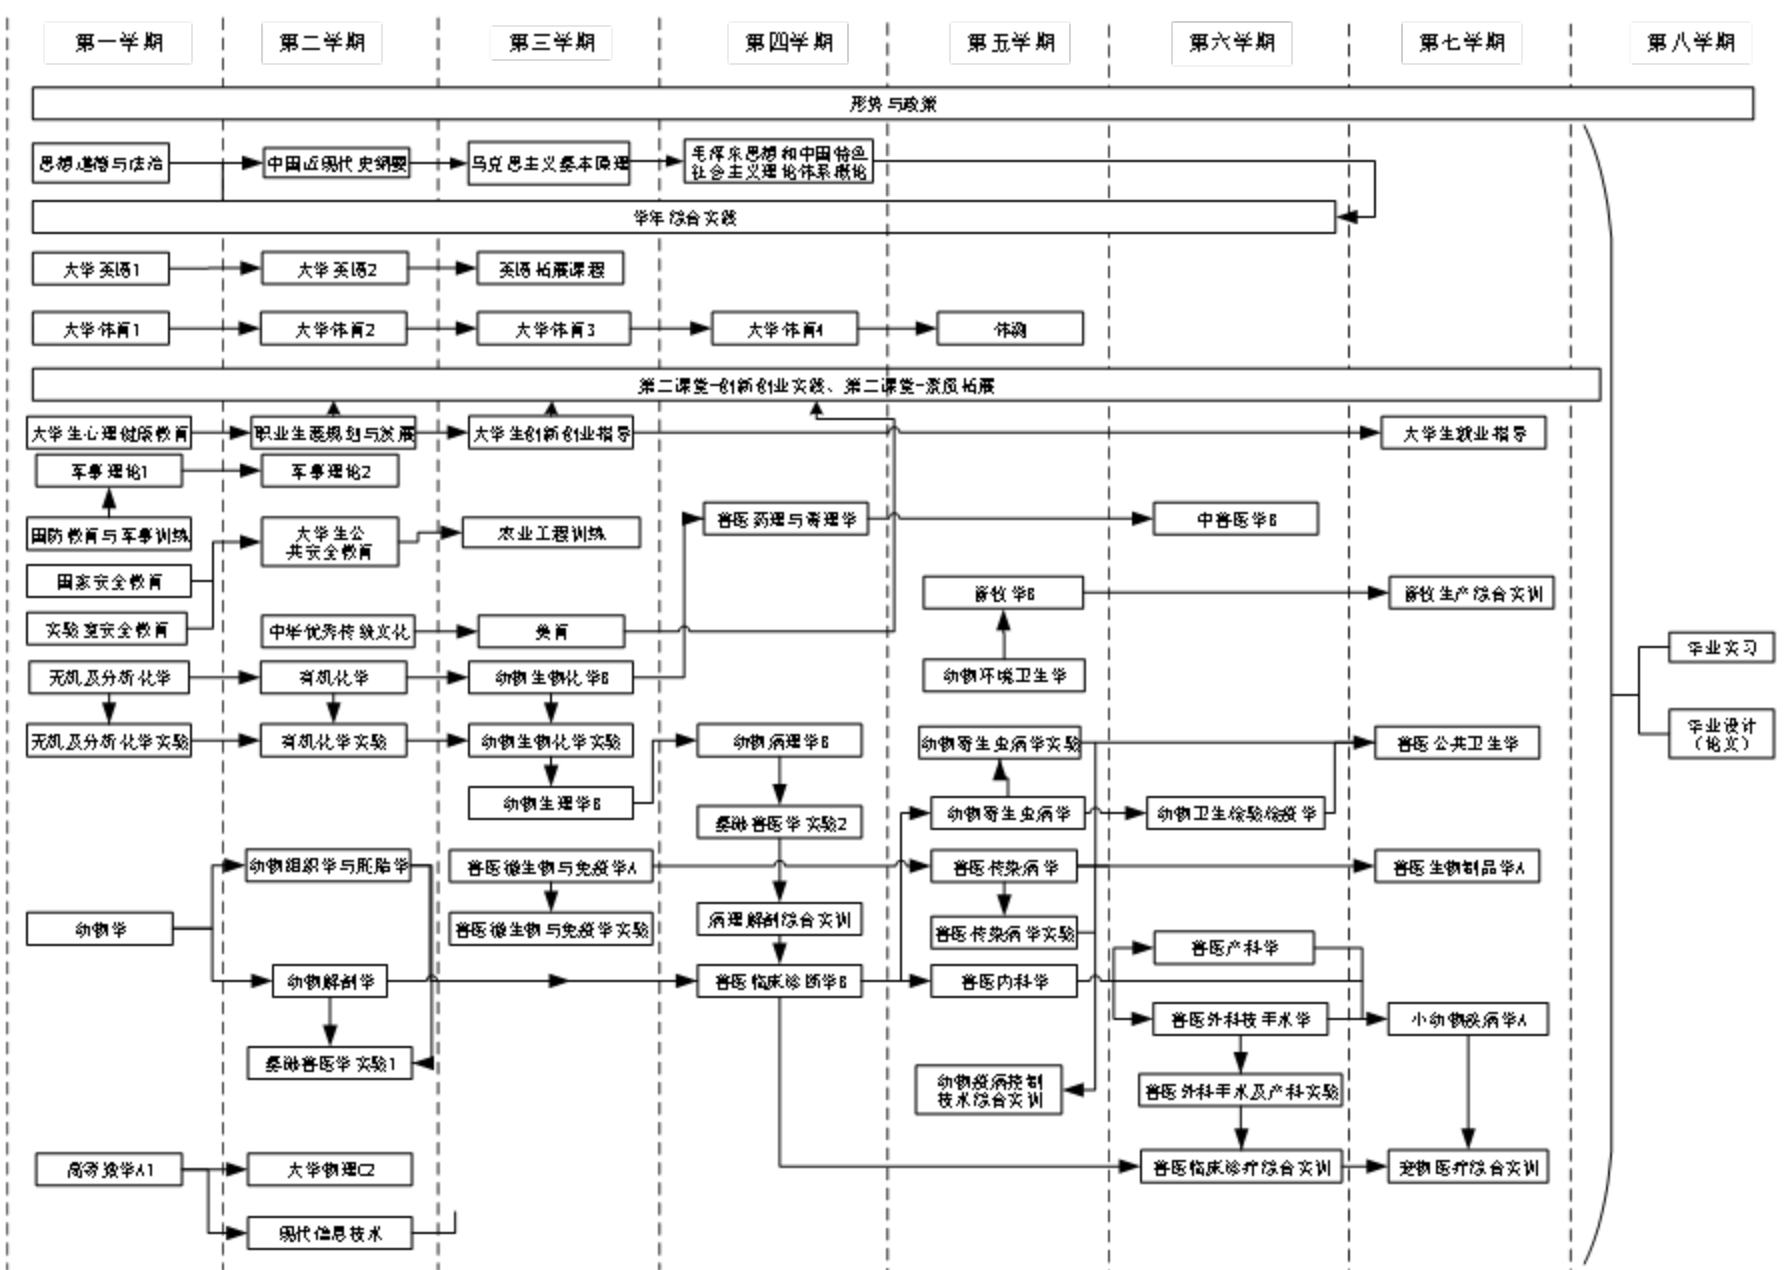 第一学期
第二学期
第三学期
第四学期
第五学期
第六学期
第七学期
第八学期
形势与政策
思想道德与法治
中国近现代史纲要
马克思主义基本原理
毛泽东思想和中国特色
社会主义理论体系概论
学年综合实践
大学英语1
大学英语2
英语拓展课程
大学体育1
大学体育2
大学体育3
大学体育4
体测
第二课堂-创新创业实践、第二课堂-素质拓展
大学生心理健康教育
职业生涯规划与发展
大学生创新创业指导
大学生就业指导
军事理论1
军事理论2
国防教育与军事训练
大学生公
共安全教育
农业工程训练
兽医药理与毒理学
中兽医学B
国家安全教育
畜牧学B
畜牧生产综合实训
实验室安全教育
中华优秀传统文化
美育
毕业实习
无机及分析化学
有机化学
动物生物化学B
动物环境卫生学
无机及分析化学实验
有机化学实验
动物生物化学实验
动物病理学B
动物寄生虫病学实验
兽医公共卫生学
毕业设计
（论文）
动物生理学B
基础兽医学实验2
动物寄生虫病学
动物卫生检验检疫学
动物组织学与胚胎学
兽医微生物与免疫学A
兽医传染病学
兽医生物制品学A
动物学
兽医微生物与免疫学实验
病理解剖综合实训
兽医传染病学实验
兽医产科学
动物解剖学
兽医临床诊断学B
兽医内科学
兽医外科技手术学
小动物疾病学A
基础兽医学实验1
动物疫病控制
技术综合实训
兽医外科手术及产科实验
高等数学A1
大学物理C2
兽医临床诊疗综合实训
宠物医疗综合实训
现代信息技术